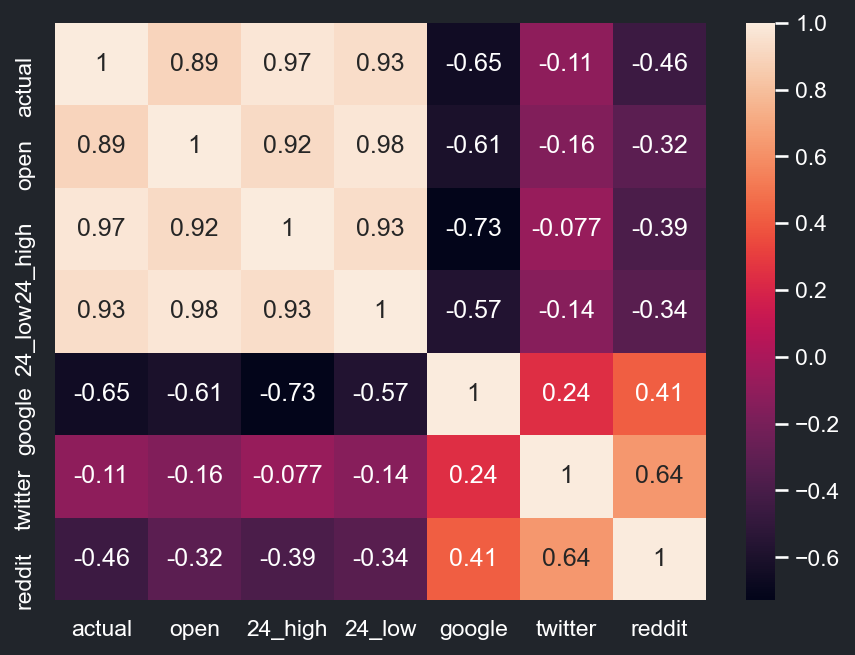 actual 1 0.89 0.97 0.93 -0.65 -0.11 -0.46
open 0.89 1 0.92 0.98 -0.61 -0.16 -0.32
24_high 0.97 0.92 1 0.93 -0.73 -0.077 -0.39
24_low 0.93 0.98 0.93 1 -0.57 -0.14 -0.34
google -0.65 -0.61 -0.73 -0.57 1 0.24 0.41
twitter -0.11 -0.16 -0.077 -0.14 0.24 1 0.64
reddit -0.46 -0.32 -0.39 -0.34 0.41 0.64 1
actual open 24_high 24_low google twitter reddit
1.0
0.8
0.6
0.4
0.2
0.0
−0.2
−0.4
−0.6